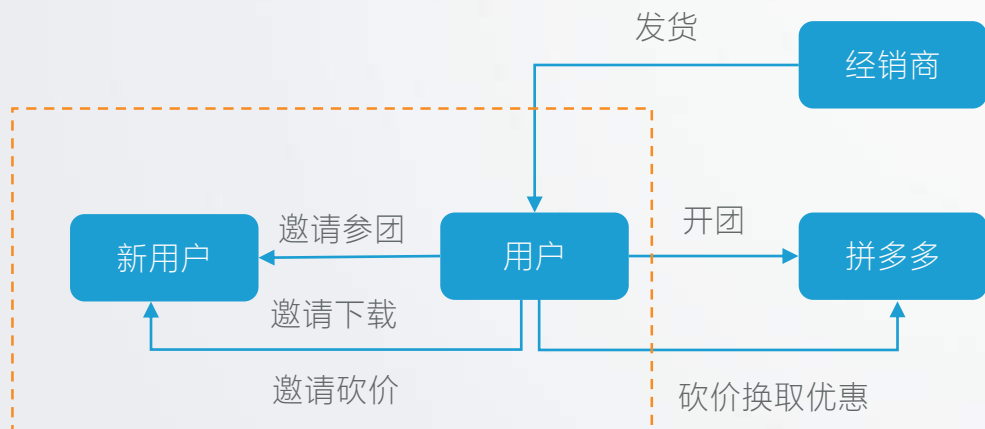 发货
经销商
邀请参团
开团
新用户
用户
拼多多
邀请下载
邀请砍价
砍价换取优惠